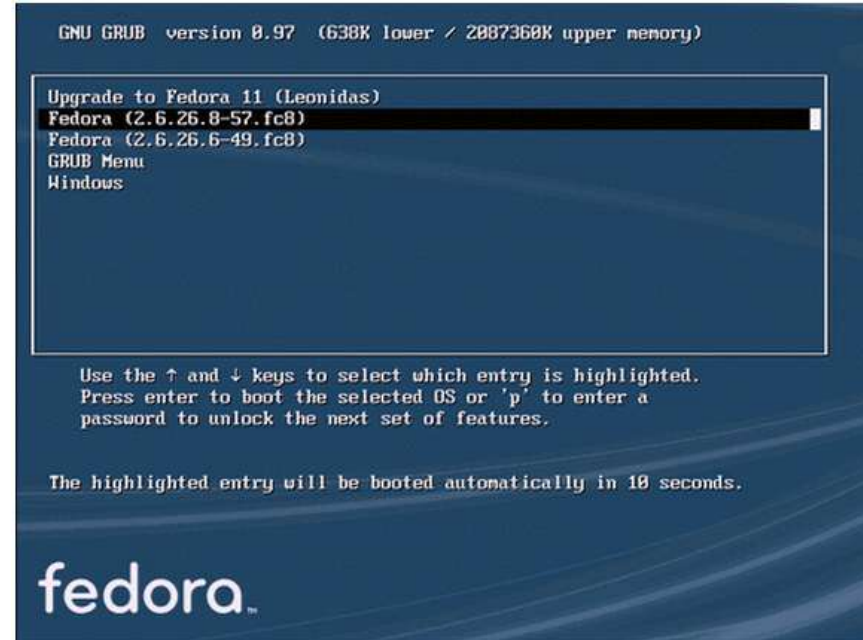 GNU GRUB version 0.97 (638K lower / 2087360K upper memory)
Upgrade to Fedora 11 (Leonidas)
Fedora (2.6.26.8-57.fc8)
Fedora (2.6.26.6-49.fc8)
GRUB Menu
Windows
Use the ↑ and ↓ keys to select which entry is highlighted.
Press enter to boot the selected OS or 'p' to enter a
password to unlock the next set of features.
The highlighted entry will be booted automatically in 10 seconds.
fedora™